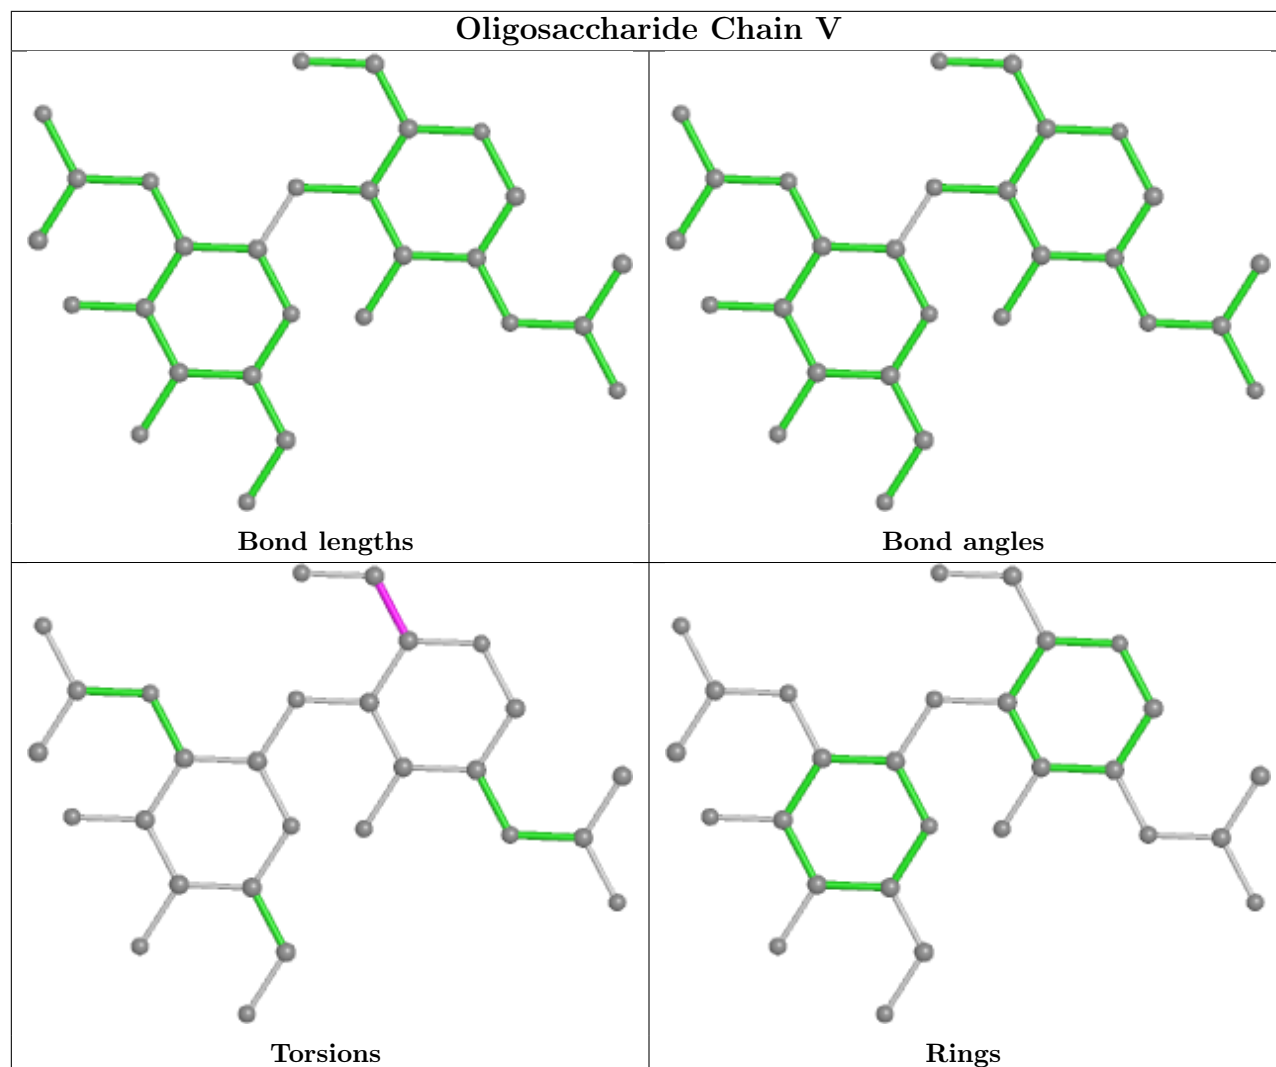 Oligosaccharide Chain V
Bond lengths
Bond angles
Torsions
Rings